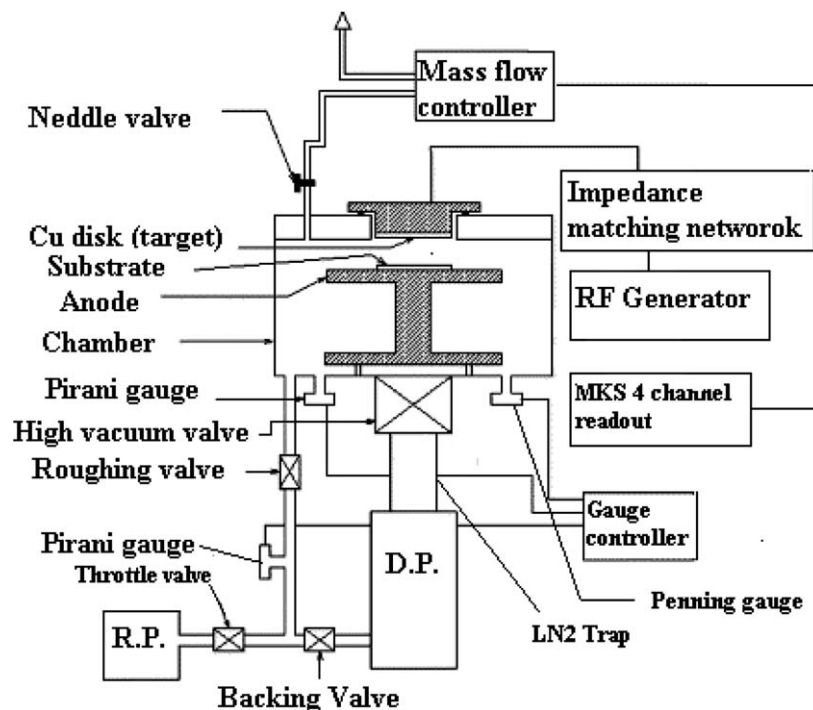 Mass flow
controller
Neddle valve
Impedance
matching networok
Cu disk (target)
Substrate
Anode
RF Generator
Chamber
Pirani gauge
MKS 4 channel
readout
High vacuum valve
Roughing valve
Gauge
controller
Pirani gauge
Throttle valve
D.P.
Penning gauge
R.P.
LN2 Trap
Backing Valve